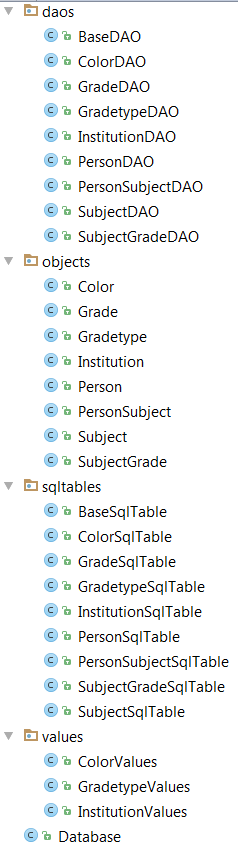 daos
BaseDAO
ColorDAO
GradeDAO
GradetypeDAO
InstitutionDAO
PersonDAO
PersonSubjectDAO
SubjectDAO
SubjectGradeDAO
objects
Color
Grade
Gradetype
Institution
Person
PersonSubject
Subject
SubjectGrade
sqltables
BaseSqlTable
ColorSqlTable
GradeSqlTable
GradetypeSqlTable
InstitutionSqlTable
PersonSqlTable
PersonSubjectSqlTable
SubjectGradeSqlTable
SubjectSqlTable
values
ColorValues
GradetypeValues
InstitutionValues
Database